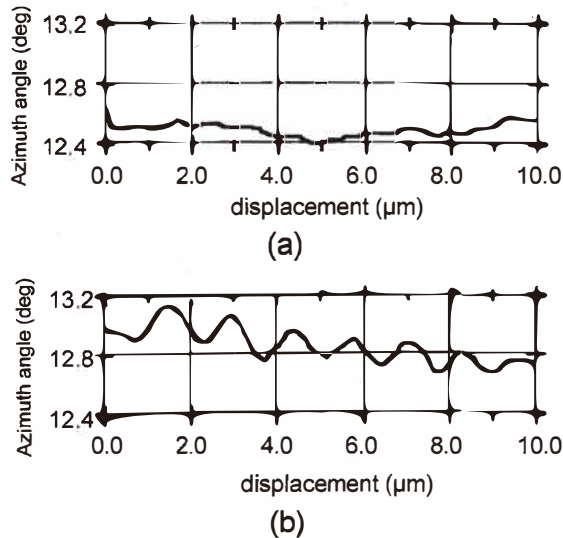 Azimuth angle (deg)
13.2
12.8
12.4
0.0 2.0 4.0 6.0 8.0 10.0
displacement (µm)
(a)
Azimuth angle (deg)
13.2
12.8
12.4
0.0 2.0 4.0 6.0 8.0 10.0
displacement (µm)
(b)